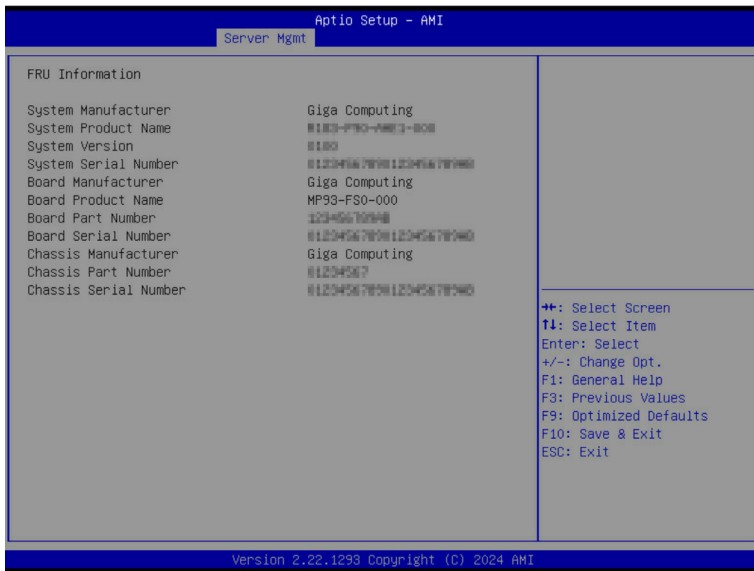 Aptio Setup - AMI
Server Mgmt
FRU Information
System Manufacturer Giga Computing
System Product Name
System Version
System Serial Number
Board Manufacturer Giga Computing
Board Product Name MP93-FS0-000
Board Part Number
Board Serial Number
Chassis Manufacturer Giga Computing
Chassis Part Number
Chassis Serial Number
→←: Select Screen
↑↓: Select Item
Enter: Select
+/-: Change Opt.
F1: General Help
F3: Previous Values
F9: Optimized Defaults
F10: Save & Exit
ESC: Exit
Version 2.22.1293 Copyright (C) 2024 AMI